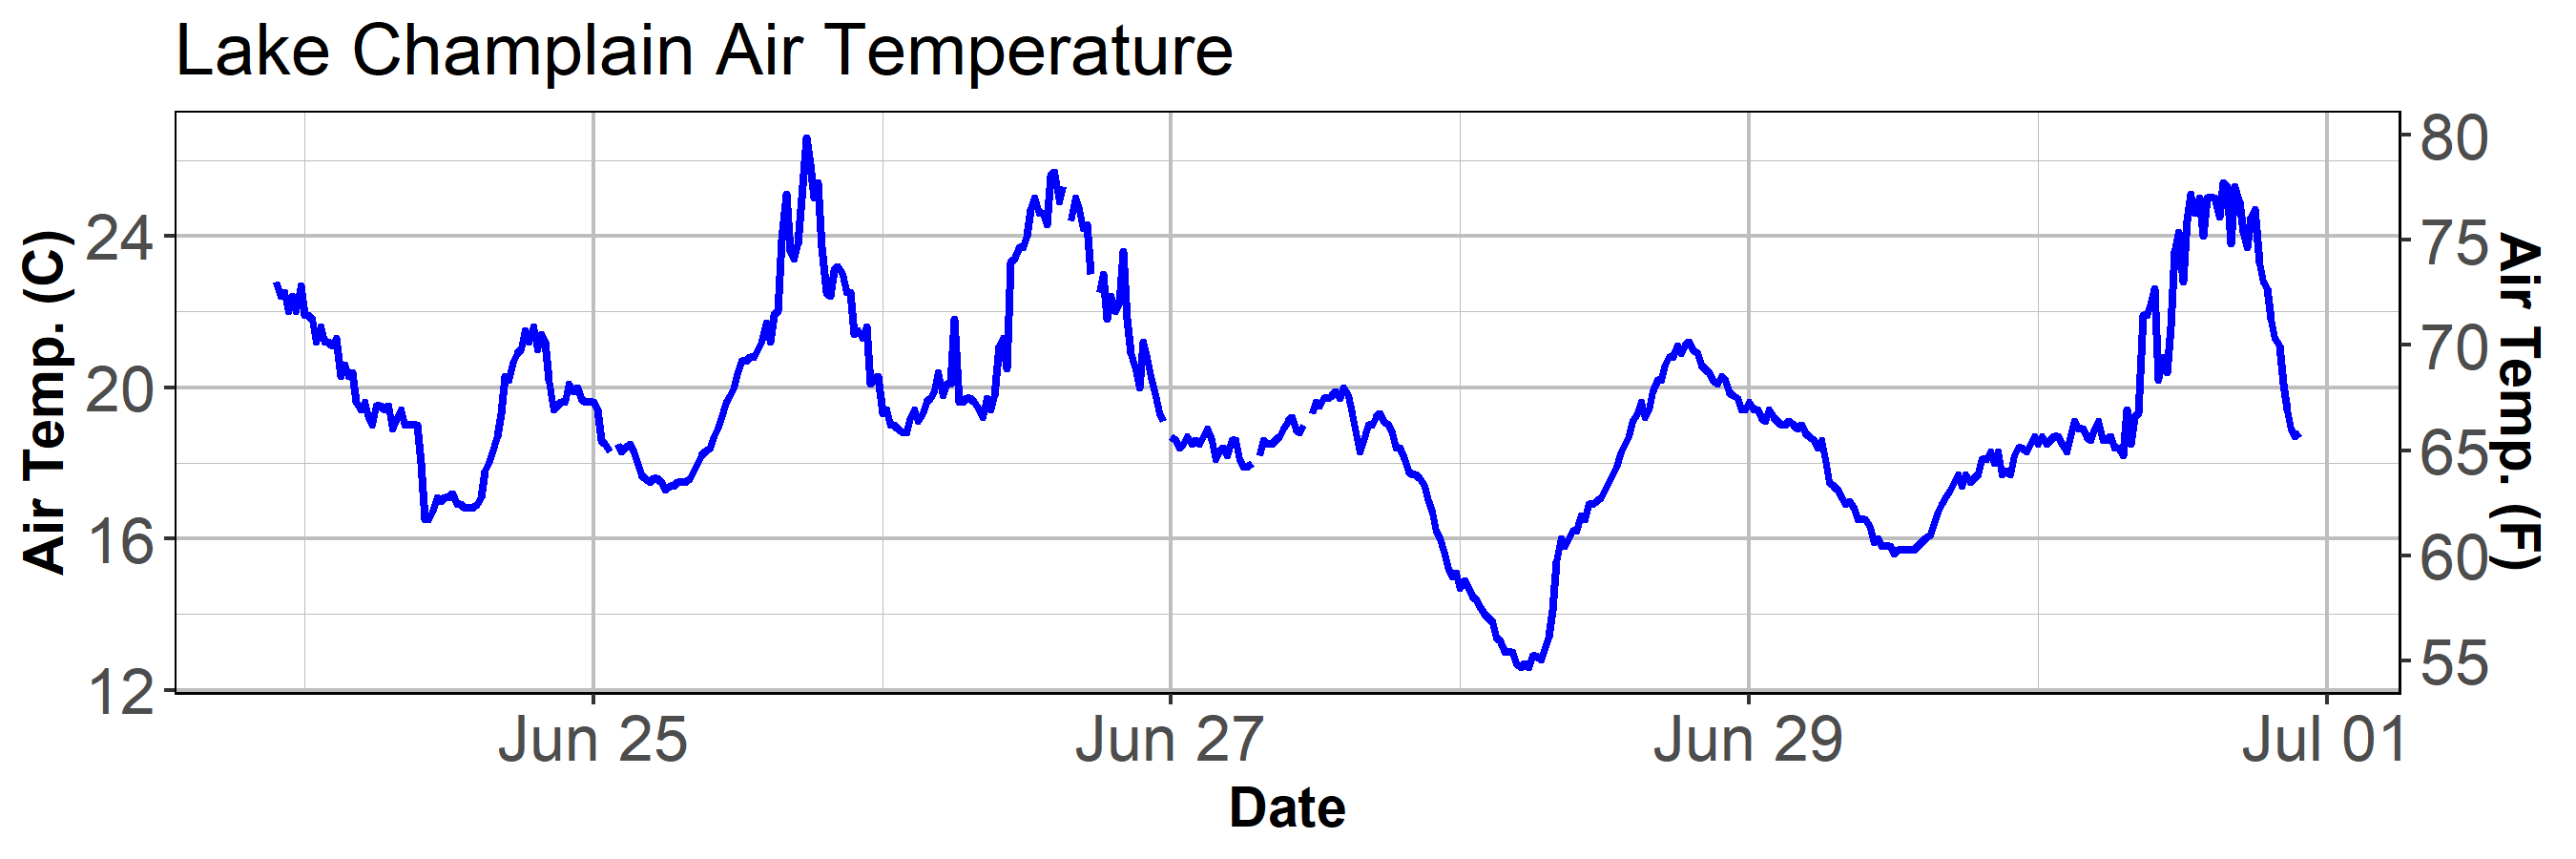 Lake Champlain Air Temperature
Air Temp. (C)
24
20
16
12
80
75
70
65
60
55
Air Temp. (F)
Jun 25 Jun 27 Jun 29 Jul 01
Date